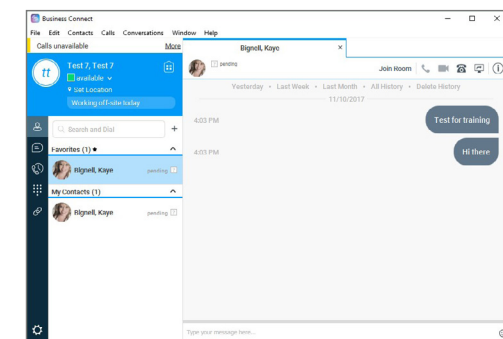 Business Connect
File Edit Contacts Calls Conversations Window Help
Calls unavailable More
tt
Test 7, Test 7
available
Set Location
Working off-site today
Search and Dial
Favorites (1)
Bignell, Kaye pending
My Contacts (1)
Bignell, Kaye pending
Bignell, Kaye x
pending
Join Room
Yesterday • Last Week • Last Month • All History • Delete History
11/10/2017
4:03 PM Test for training
4:03 PM Hi there
Type your message here...